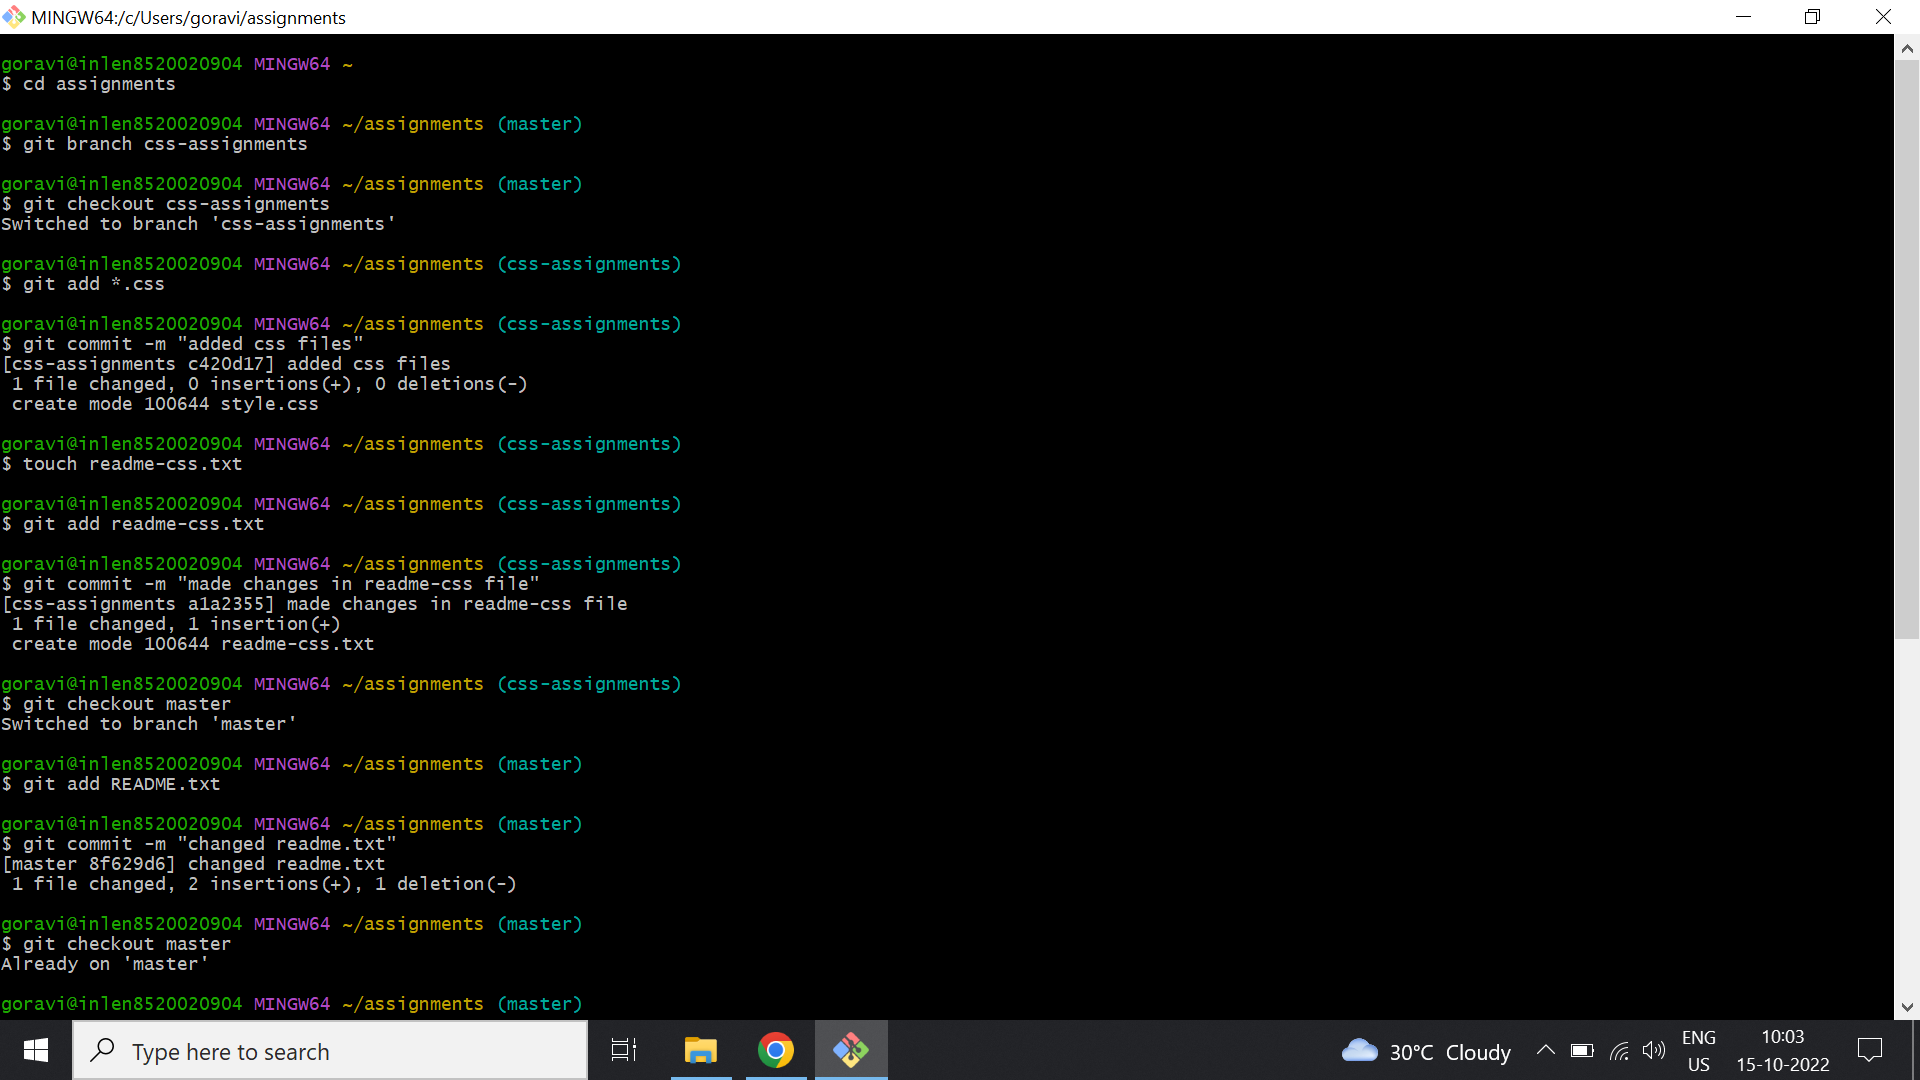 MINGW64:/c/Users/goravi/assignments
goravi@inlen8520020904 MINGW64 ~
$ cd assignments
goravi@inlen8520020904 MINGW64 ~/assignments (master)
$ git branch css-assignments
goravi@inlen8520020904 MINGW64 ~/assignments (master)
$ git checkout css-assignments
Switched to branch 'css-assignments'
goravi@inlen8520020904 MINGW64 ~/assignments (css-assignments)
$ git add *.css
goravi@inlen8520020904 MINGW64 ~/assignments (css-assignments)
$ git commit -m "added css files"
[css-assignments c420d17] added css files
1 file changed, 0 insertions(+), 0 deletions(-)
create mode 100644 style.css
goravi@inlen8520020904 MINGW64 ~/assignments (css-assignments)
$ touch readme-css.txt
goravi@inlen8520020904 MINGW64 ~/assignments (css-assignments)
$ git add readme-css.txt
goravi@inlen8520020904 MINGW64 ~/assignments (css-assignments)
$ git commit -m "made changes in readme-css file"
[css-assignments a1a2355] made changes in readme-css file
1 file changed, 1 insertion(+)
create mode 100644 readme-css.txt
goravi@inlen8520020904 MINGW64 ~/assignments (css-assignments)
$ git checkout master
Switched to branch 'master'
goravi@inlen8520020904 MINGW64 ~/assignments (master)
$ git add README.txt
goravi@inlen8520020904 MINGW64 ~/assignments (master)
$ git commit -m "changed readme.txt"
[master 8f629d6] changed readme.txt
1 file changed, 2 insertions(+), 1 deletion(-)
goravi@inlen8520020904 MINGW64 ~/assignments (master)
$ git checkout master
Already on 'master'
goravi@inlen8520020904 MINGW64 ~/assignments (master)
Type here to search
30°C Cloudy
ENG
US
10:03
15-10-2022